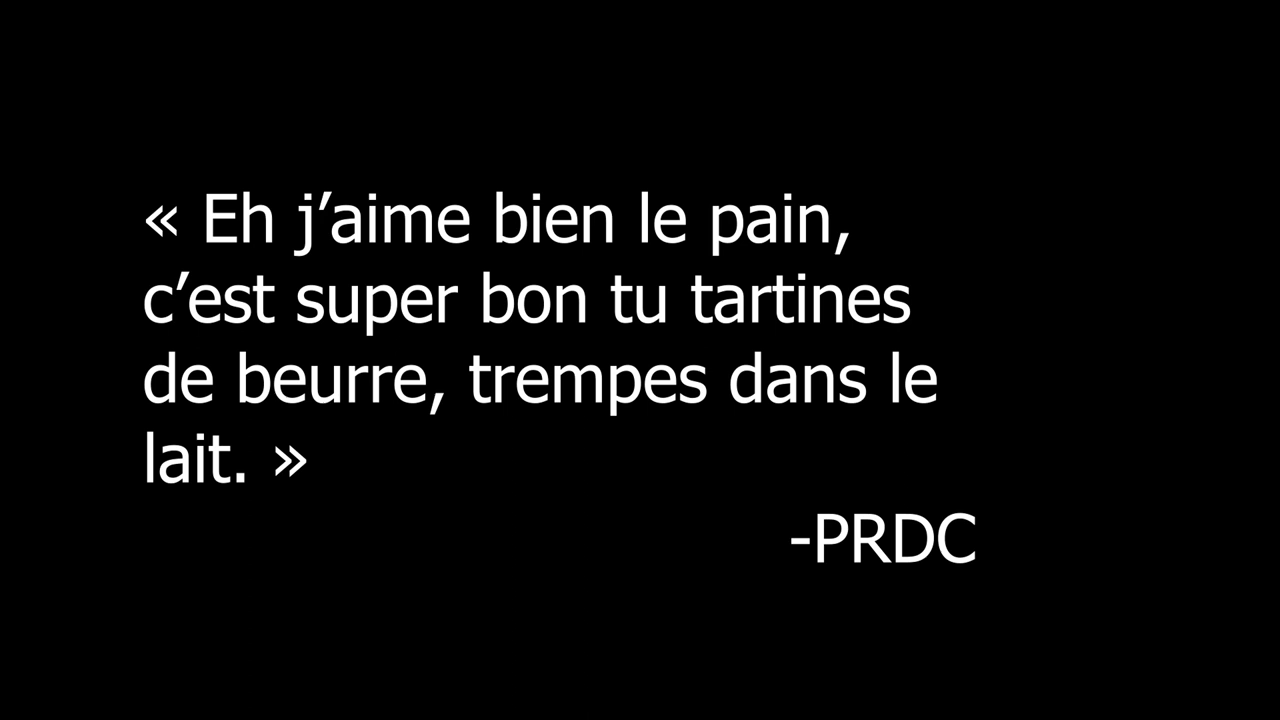 « Eh j’aime bien le pain,
c’est super bon tu tartines
de beurre, trempes dans le
lait. »
-PRDC